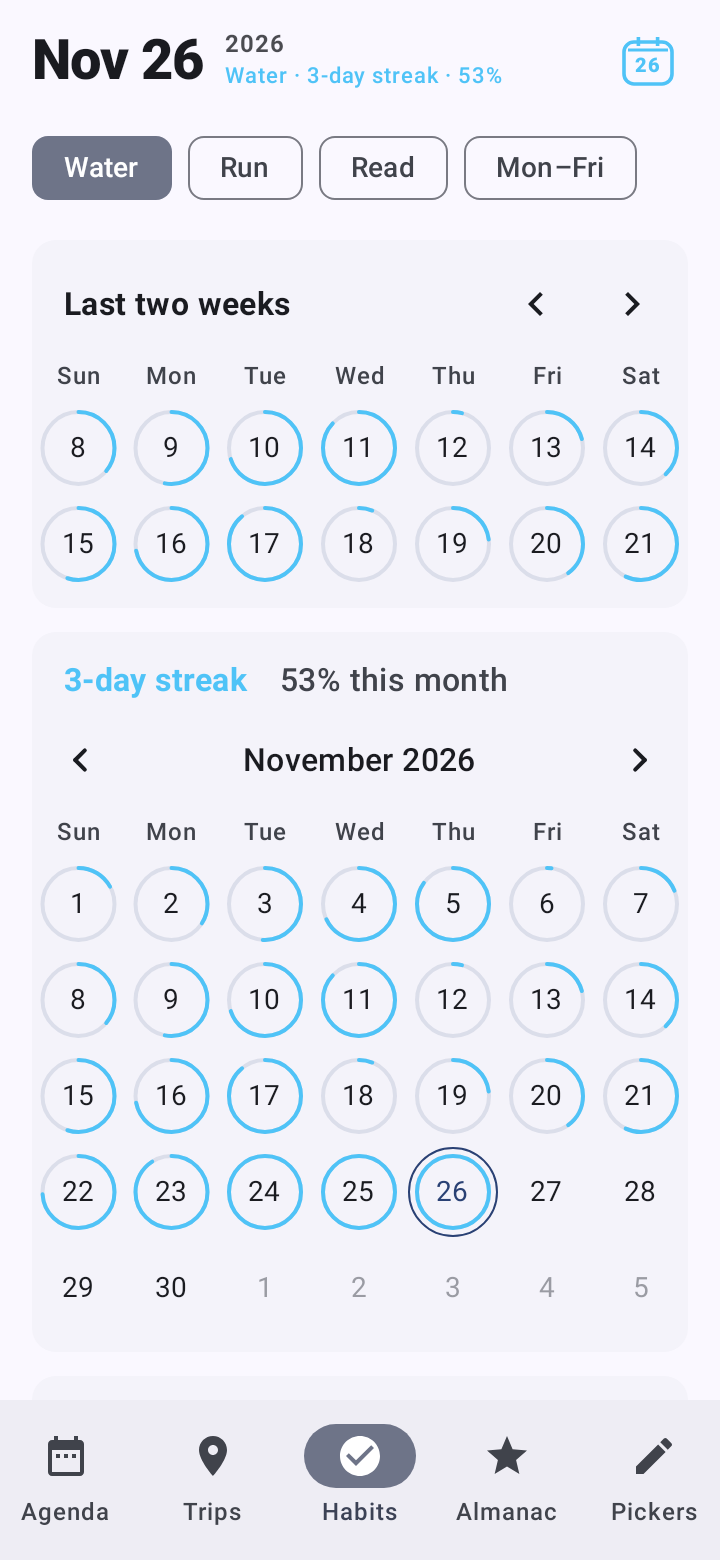 Nov 26
2026
Water · 3-day streak · 53%
26
Water Run Read Mon–Fri
Last two weeks
Sun Mon Tue Wed Thu Fri Sat
8 9 10 11 12 13 14
15 16 17 18 19 20 21
3-day streak 53% this month
November 2026
Sun Mon Tue Wed Thu Fri Sat
1 2 3 4 5 6 7
8 9 10 11 12 13 14
15 16 17 18 19 20 21
22 23 24 25 26 27 28
29 30 1 2 3 4 5
Agenda Trips Habits Almanac Pickers